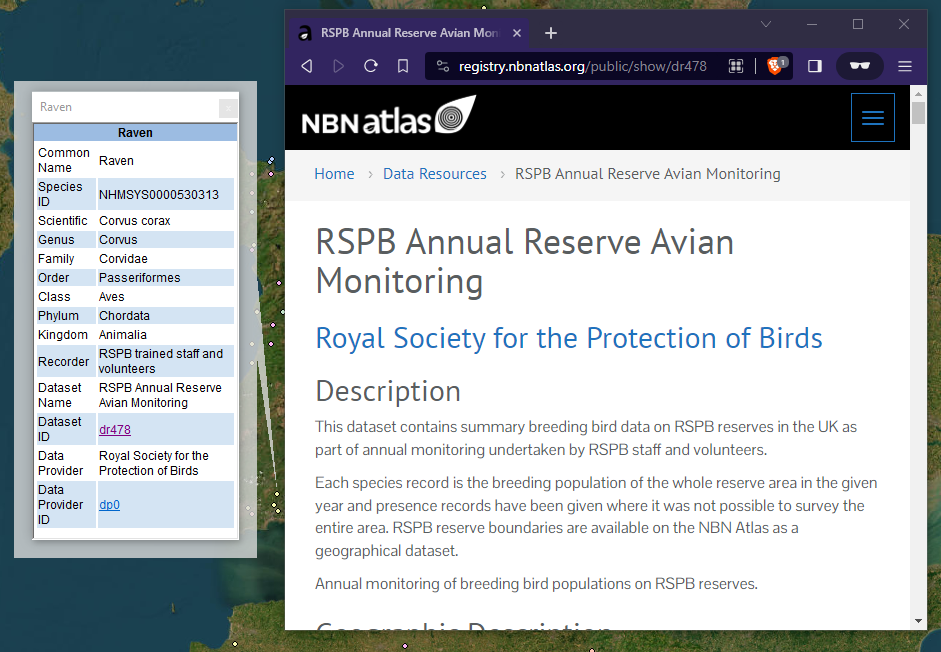 Raven
Raven
Common
Name
Raven
Species
ID
NHMSYS0000530313
Scientific Corvus corax
Genus Corvus
Family Corvidae
Order Passeriformes
Class Aves
Phylum Chordata
Kingdom Animalia
Recorder
RSPB trained staff and
volunteers
Dataset
Name
RSPB Annual Reserve
Avian Monitoring
Dataset
ID
dr478
Data
Provider
Royal Society for the
Protection of Birds
Data
Provider
ID
dp0
RSPB Annual Reserve Avian Mon
registry.nbnatlas.org/public/show/dr478
1
NBNatlas
Home › Data Resources › RSPB Annual Reserve Avian Monitoring
RSPB Annual Reserve Avian
Monitoring
Royal Society for the Protection of Birds
Description
This dataset contains summary breeding bird data on RSPB reserves in the UK as
part of annual monitoring undertaken by RSPB staff and volunteers.
Each species record is the breeding population of the whole reserve area in the given
year and presence records have been given where it was not possible to survey the
entire area. RSPB reserve boundaries are available on the NBN Atlas as a
geographical dataset.
Annual monitoring of breeding bird populations on RSPB reserves.
Geographic Description